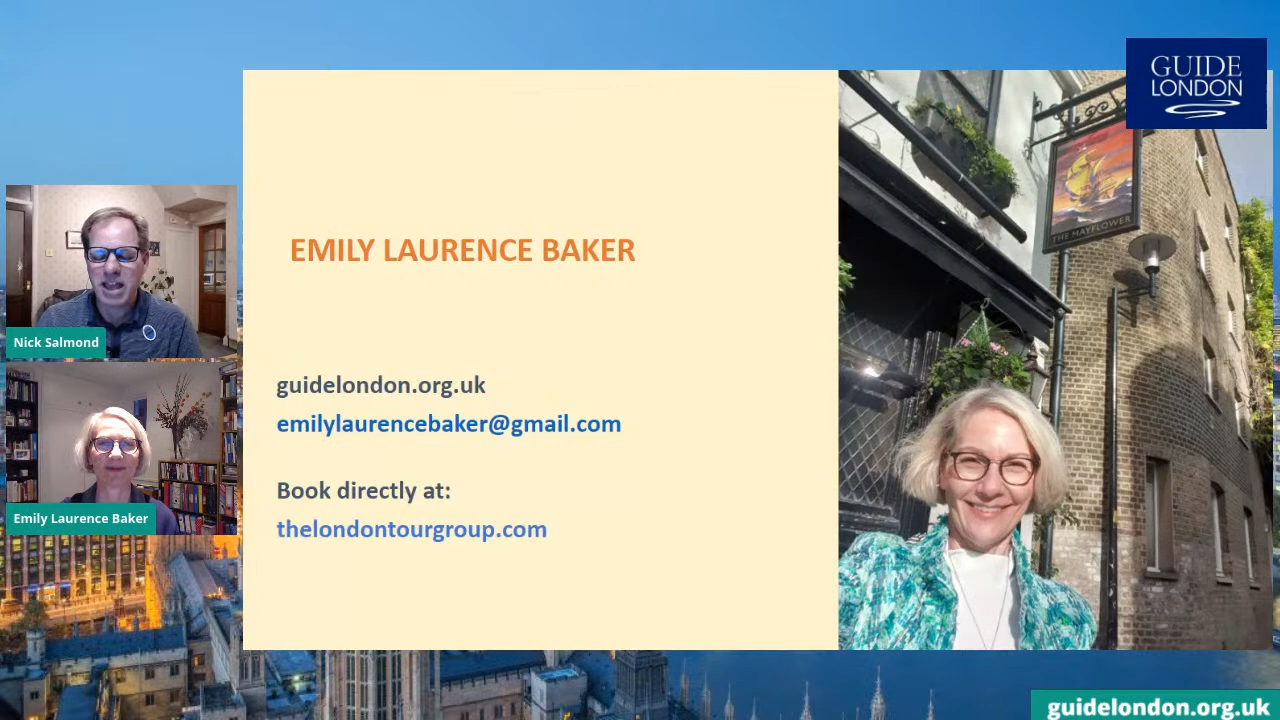 GUIDE
LONDON
THE MAYFLOWER
EMILY LAURENCE BAKER
Nick Salmond
guidelondon.org.uk
emilylaurencebaker@gmail.com
Book directly at:
Emily Laurence Baker
thelondontourgroup.com
guidelondon.org.uk